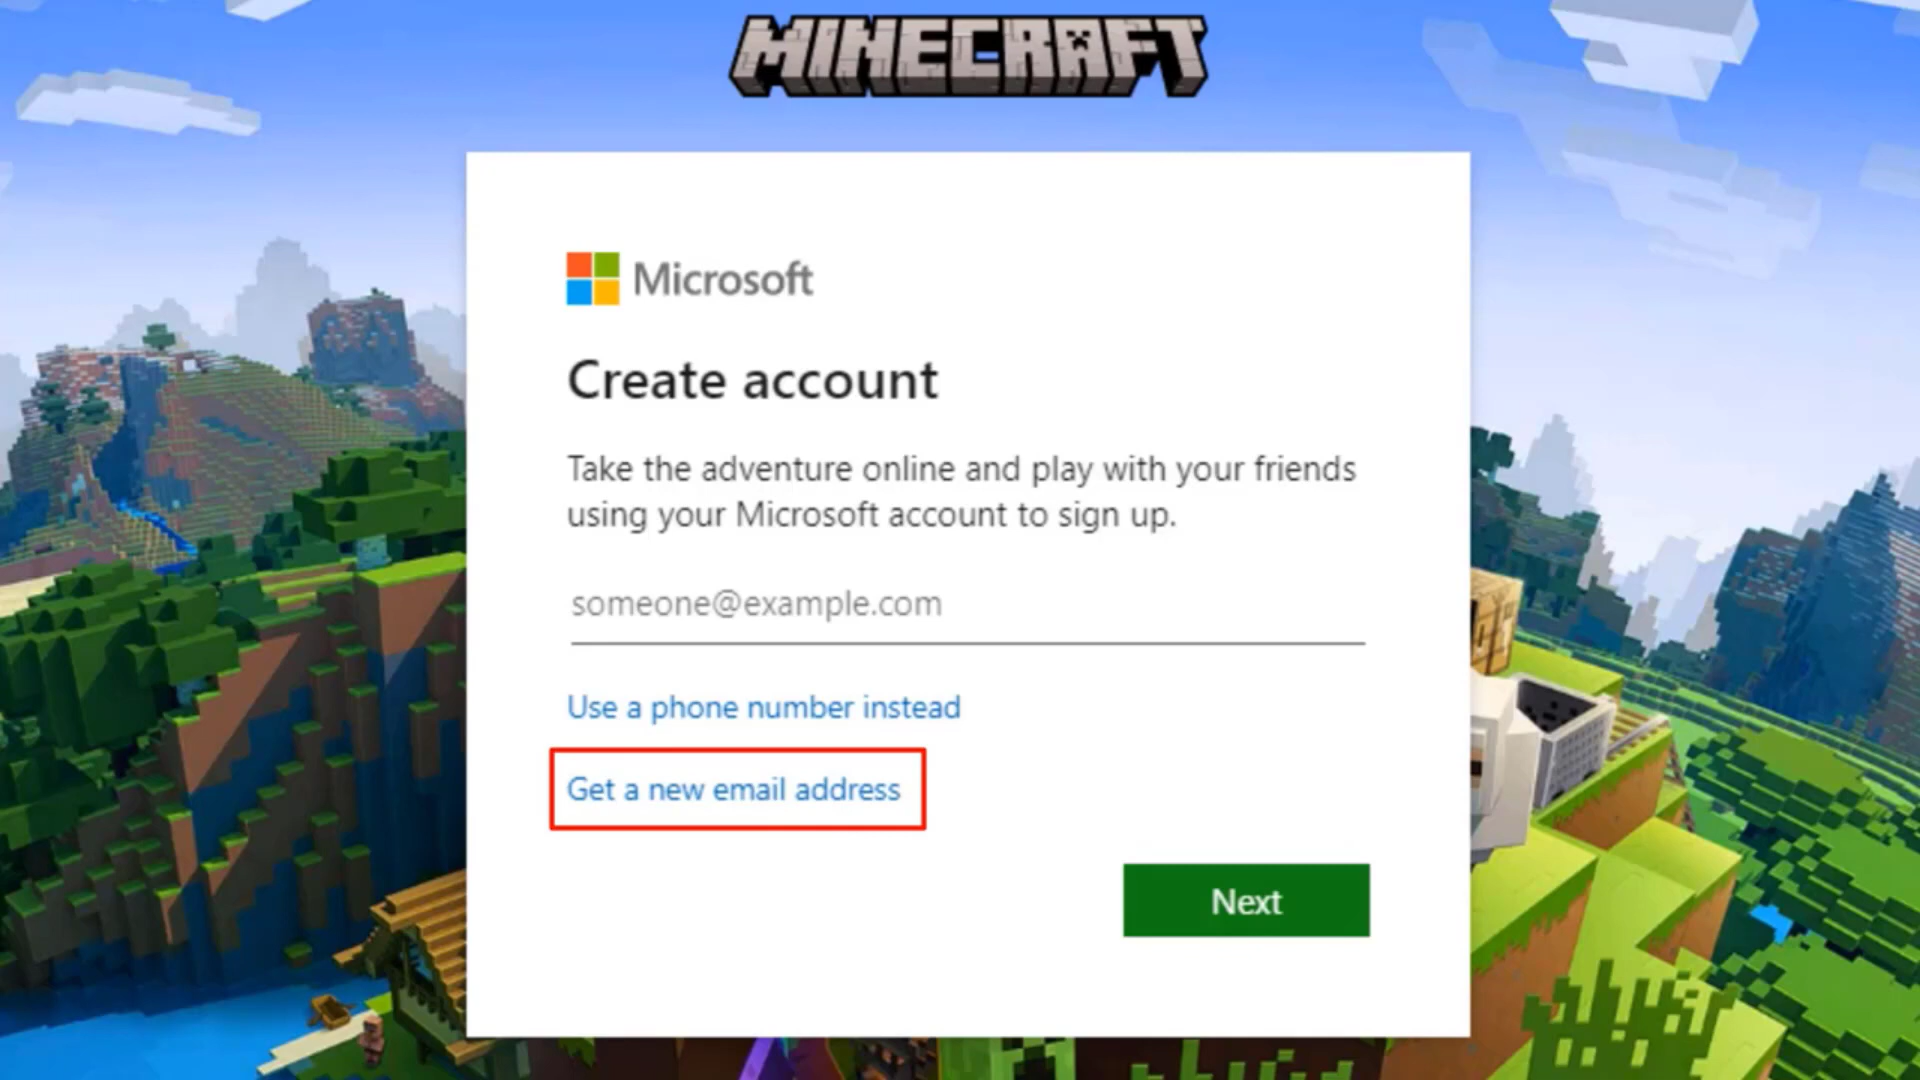 MINECRAFT
Microsoft
Create account
Take the adventure online and play with your friends
using your Microsoft account to sign up.
someone@example.com
Use a phone number instead
Get a new email address
Next